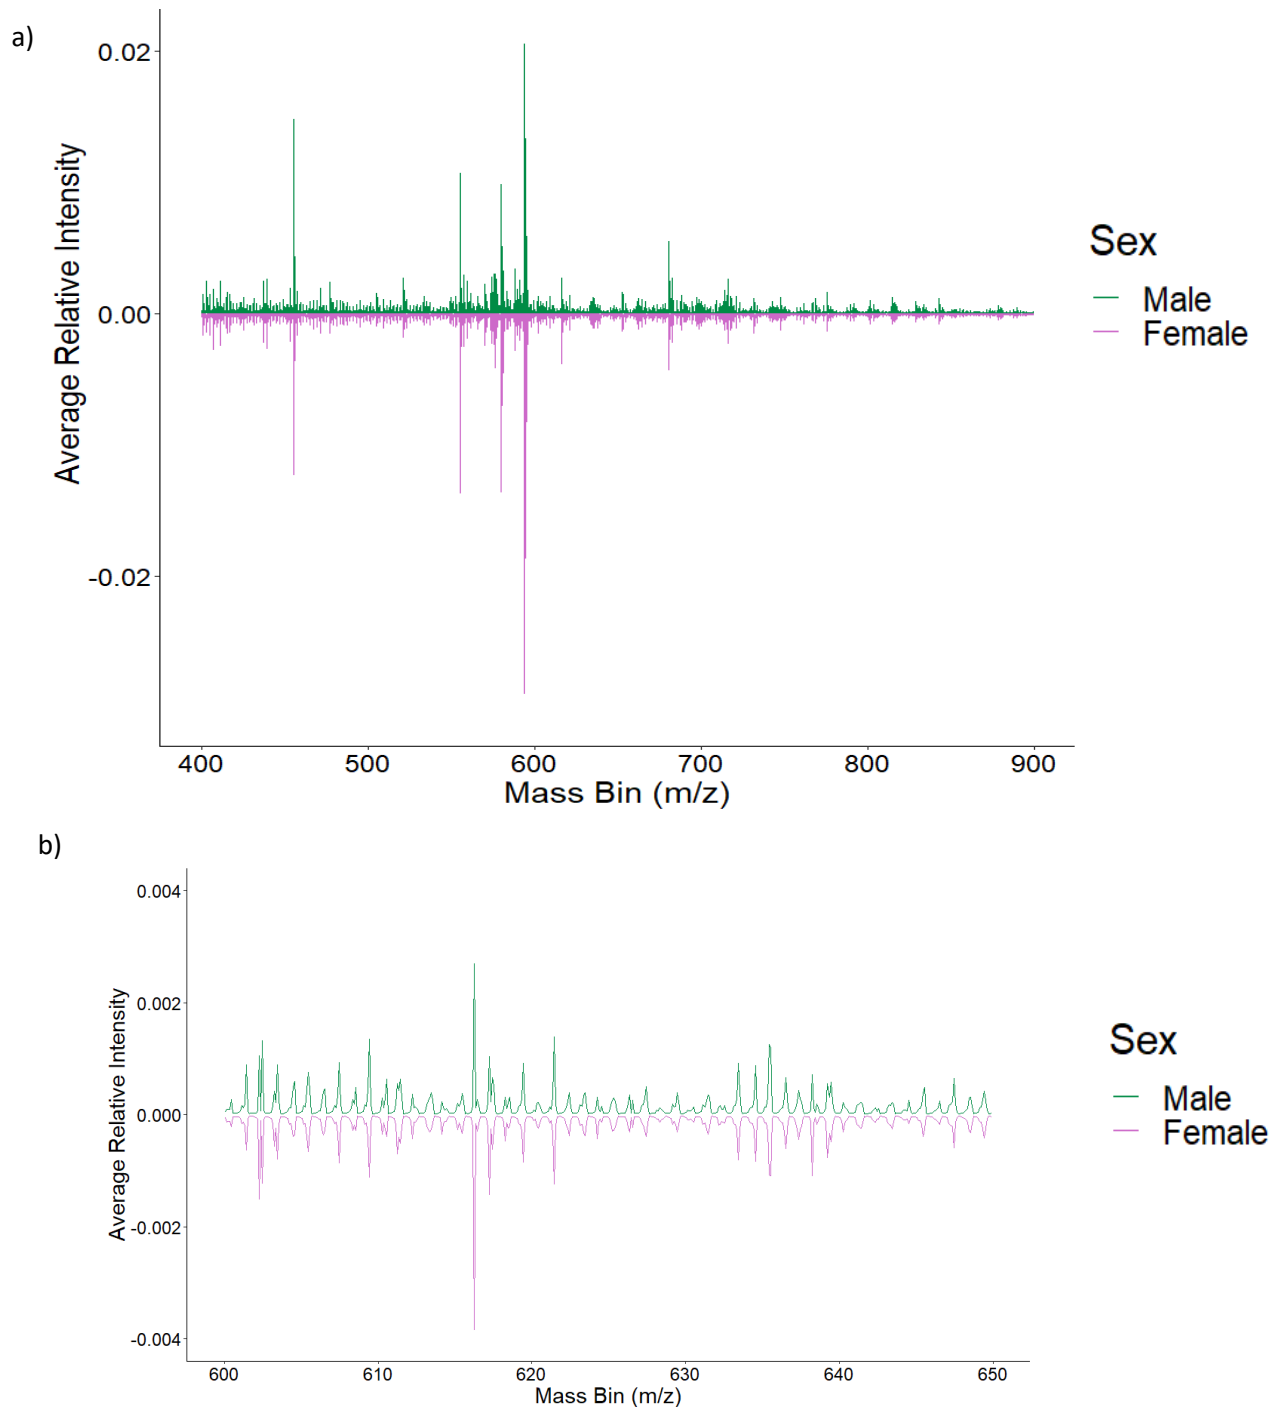 a)
0.02
0.00
-0.02
Average Relative Intensity
400 500 600 700 800 900
Mass Bin (m/z)
Sex
Male
Female
b)
0.004
0.002
0.000
-0.002
-0.004
Average Relative Intensity
600 610 620 630 640 650
Mass Bin (m/z)
Sex
Male
Female